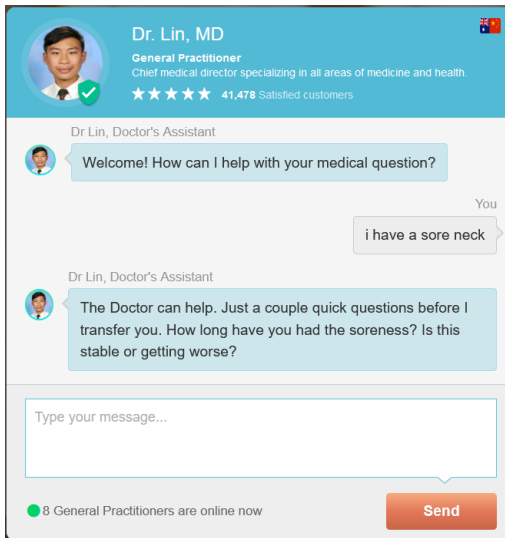 Dr. Lin, MD
General Practitioner
Chief medical director specializing in all areas of medicine and health.
41,478 Satisfied customers
Dr Lin, Doctor's Assistant
Welcome! How can I help with your medical question?
You
i have a sore neck
Dr Lin, Doctor's Assistant
The Doctor can help. Just a couple quick questions before I
transfer you. How long have you had the soreness? Is this
stable or getting worse?
Type your message...
8 General Practitioners are online now
Send